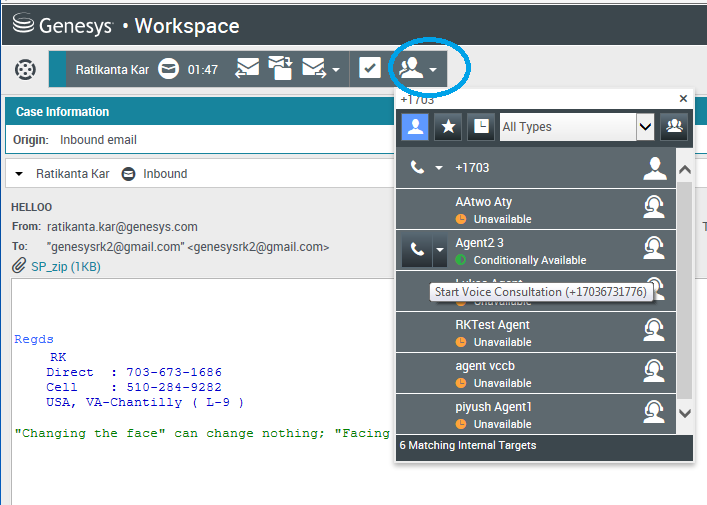 Genesys • Workspace
Ratikanta Kar 01:47
+1703
Case Information
All Types
Origin: Inbound email
+1703
Ratikanta Kar Inbound
AAtwo Aty
Unavailable
HELLOO
From: ratikanta.kar@genesys.com
To: "genesysrk2@gmail.com" <genesysrk2@gmail.com>
SP_zip (1KB)
Agent2 3
Conditionally Available
Start Voice Consultation (+17036731776)
RKTest Agent
Unavailable
agent vccb
Unavailable
piyush Agent1
Unavailable
6 Matching Internal Targets
Regds
RK
Direct : 703-673-1686
Cell : 510-284-9282
USA, VA-Chantilly ( L-9 )
"Changing the face" can change nothing; "Facing